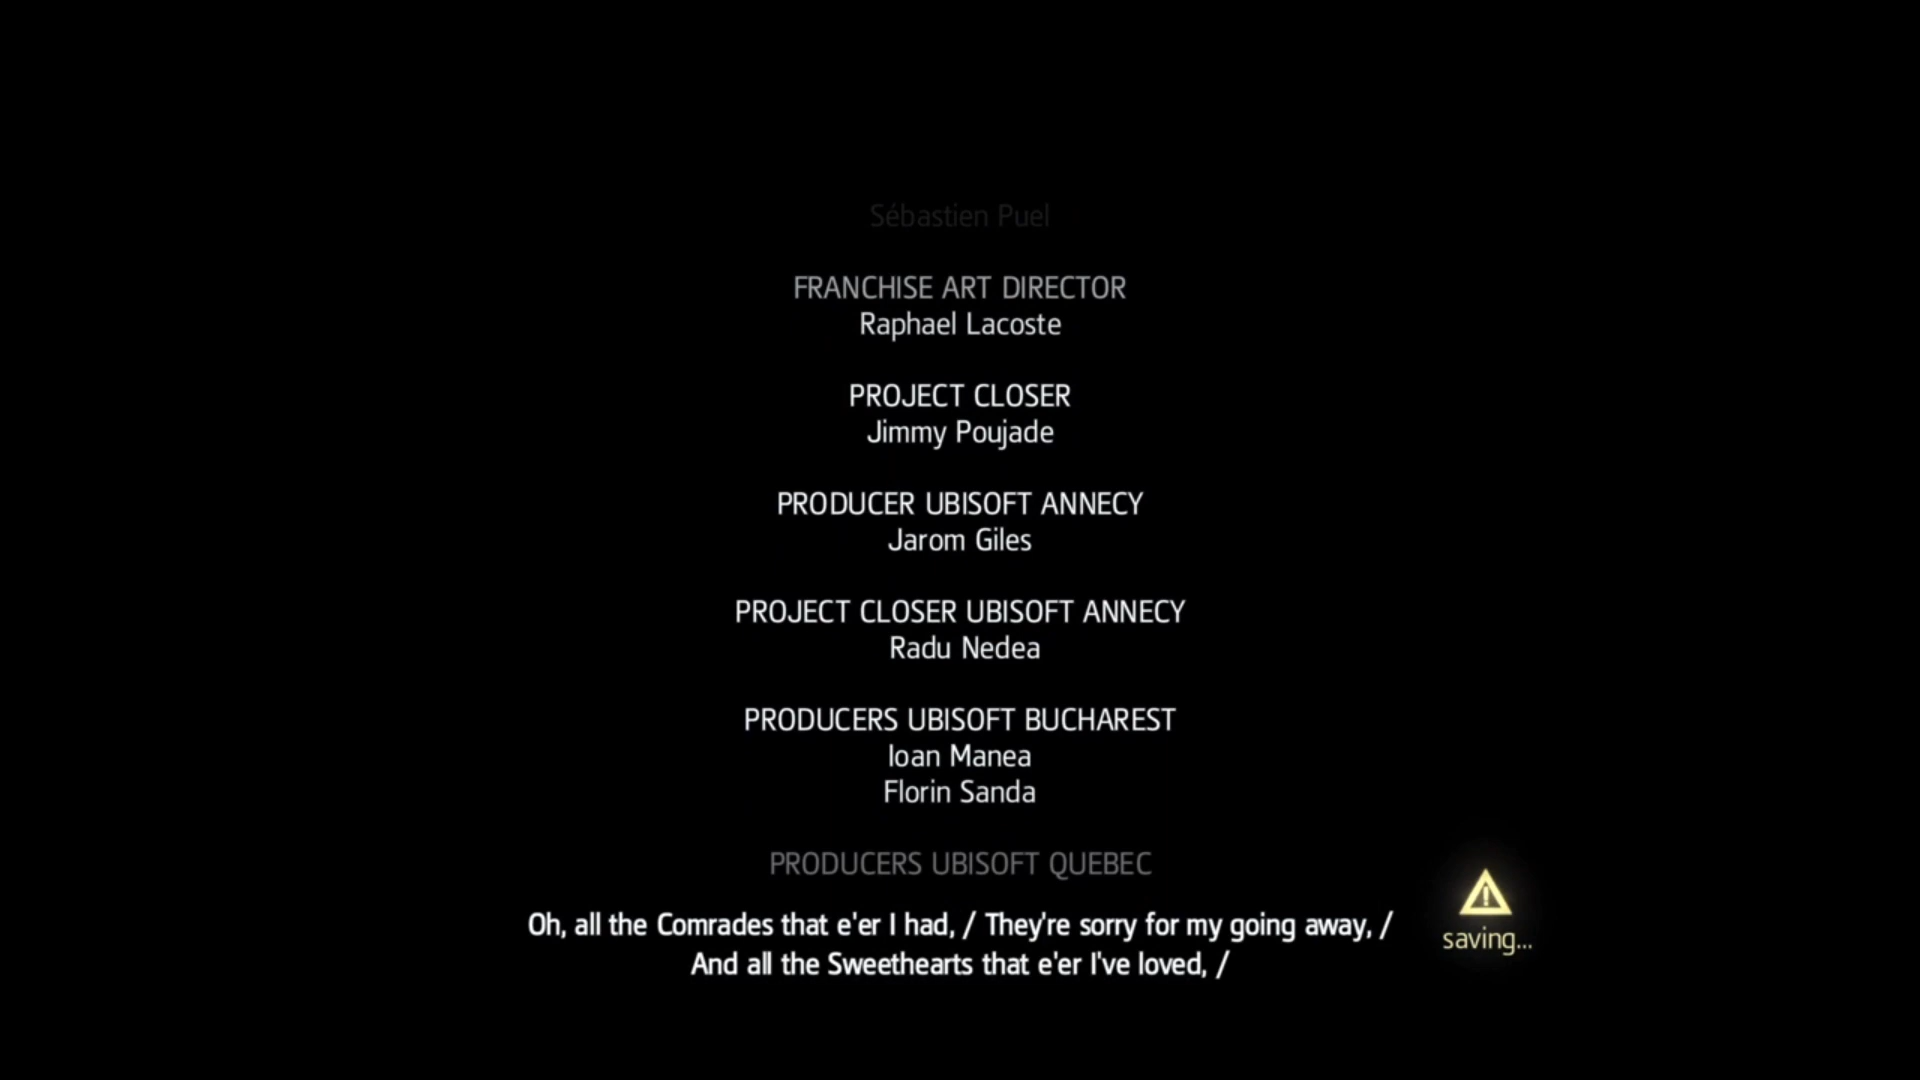 Sébastien Puel
FRANCHISE ART DIRECTOR
Raphael Lacoste
PROJECT CLOSER
Jimmy Poujade
PRODUCER UBISOFT ANNECY
Jarom Giles
PROJECT CLOSER UBISOFT ANNECY
Radu Nedea
PRODUCERS UBISOFT BUCHAREST
Ioan Manea
Florin Sanda
PRODUCERS UBISOFT QUEBEC
Oh, all the Comrades that e'er I had, / They're sorry for my going away, /
And all the Sweethearts that e'er I've loved, /
saving...